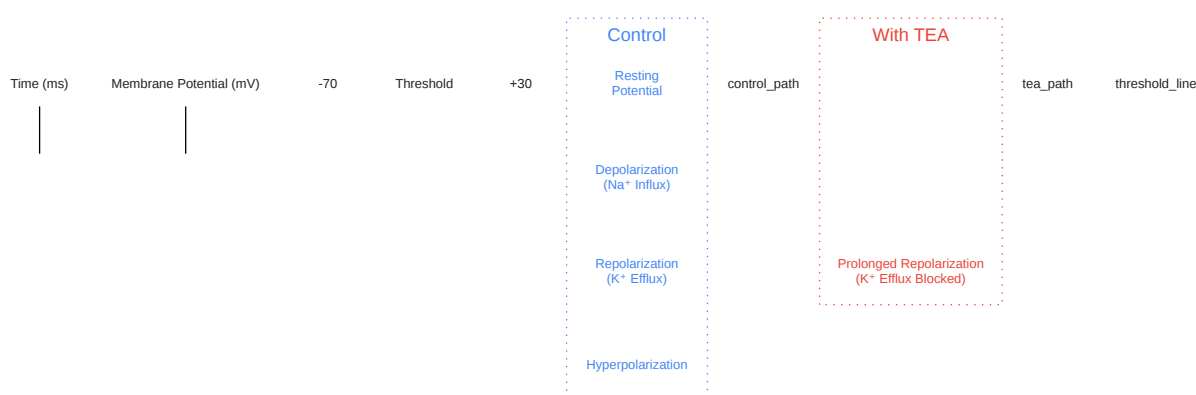 Control
With TEA
Time (ms)
Membrane Potential (mV)
-70
Threshold
+30
Resting
Potential
control_path
tea_path
threshold_line
Depolarization
(Na⁺ Influx)
Repolarization
(K⁺ Efflux)
Prolonged Repolarization
(K⁺ Efflux Blocked)
Hyperpolarization